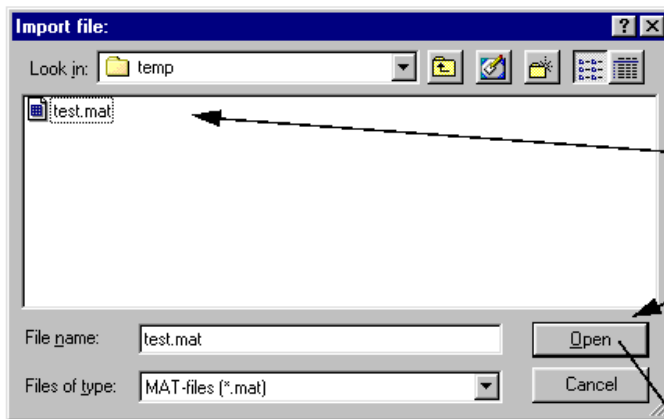 Import file:
Look in: temp
test.mat
File name: test.mat Open
Files of type: MAT-files (*.mat) Cancel